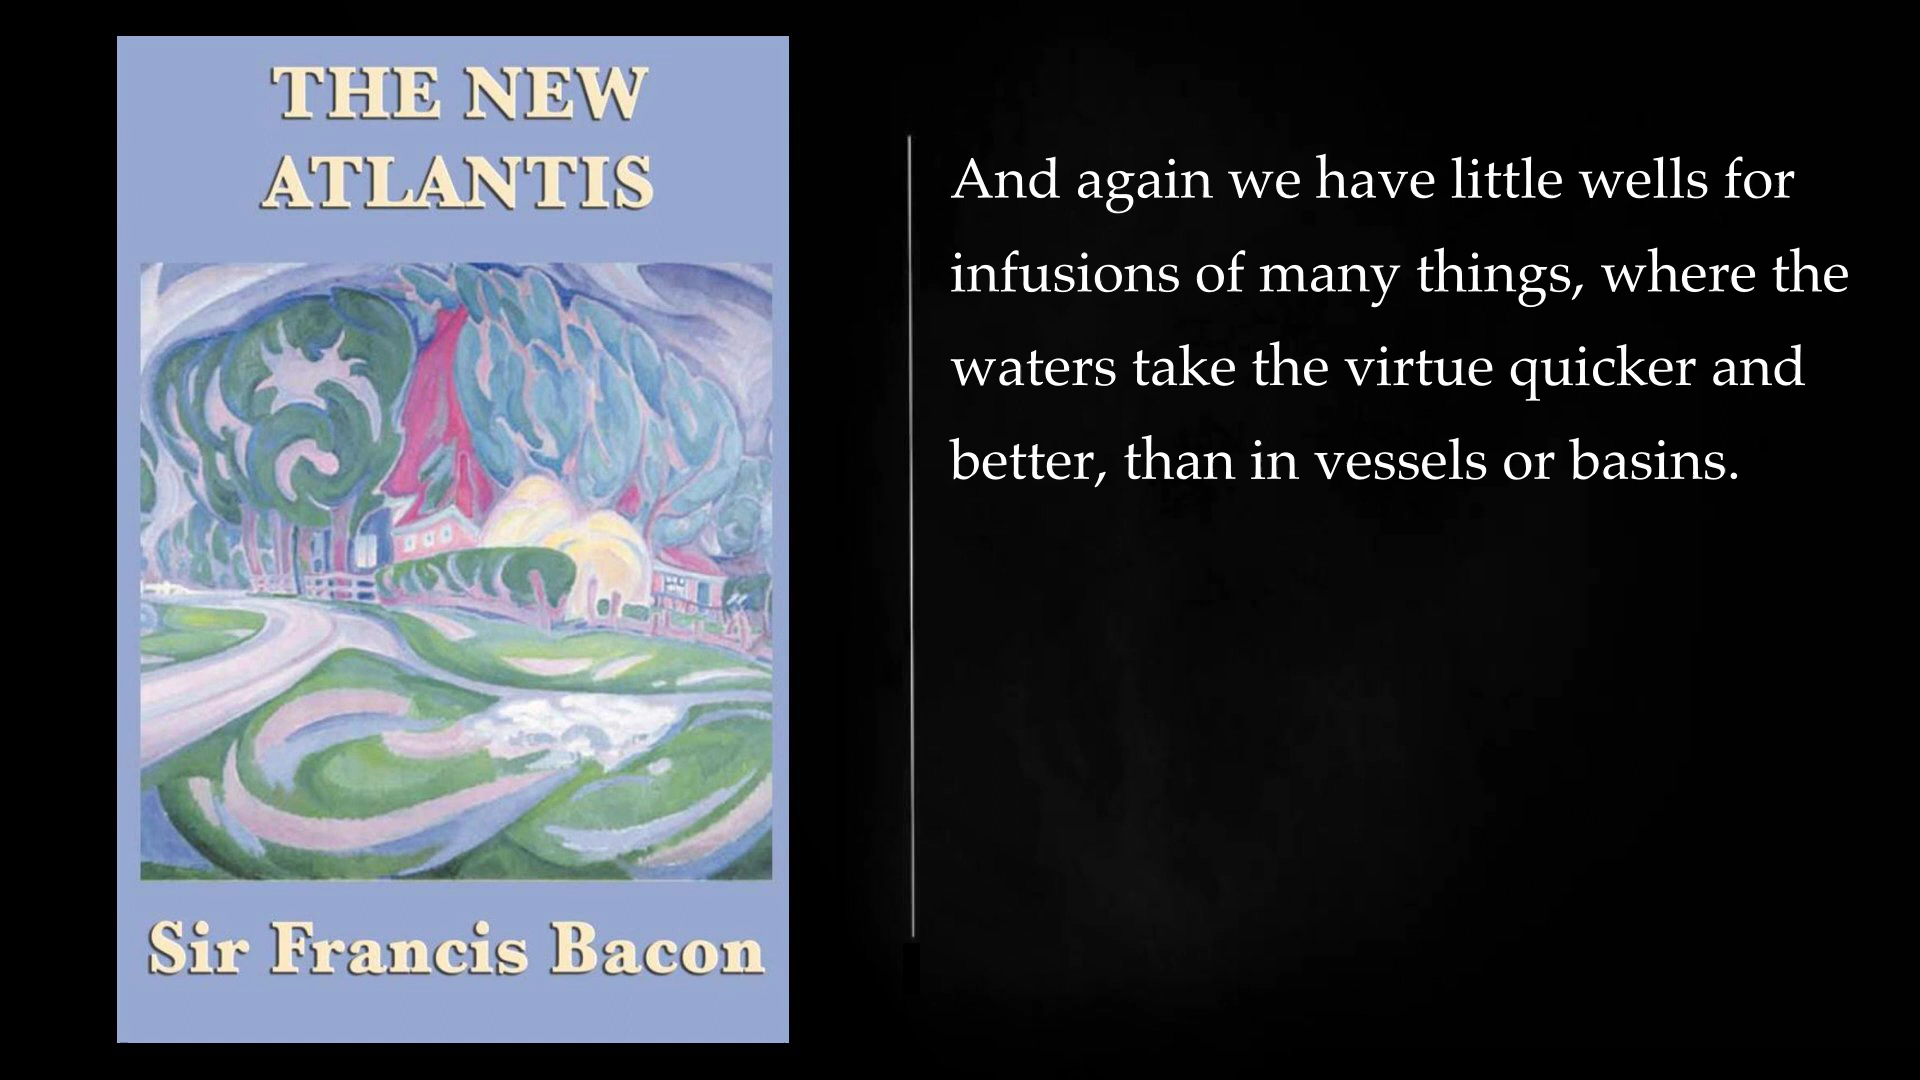 THE NEW
ATLANTIS
Sir Francis Bacon
And again we have little wells for
infusions of many things, where the
waters take the virtue quicker and
better, than in vessels or basins.